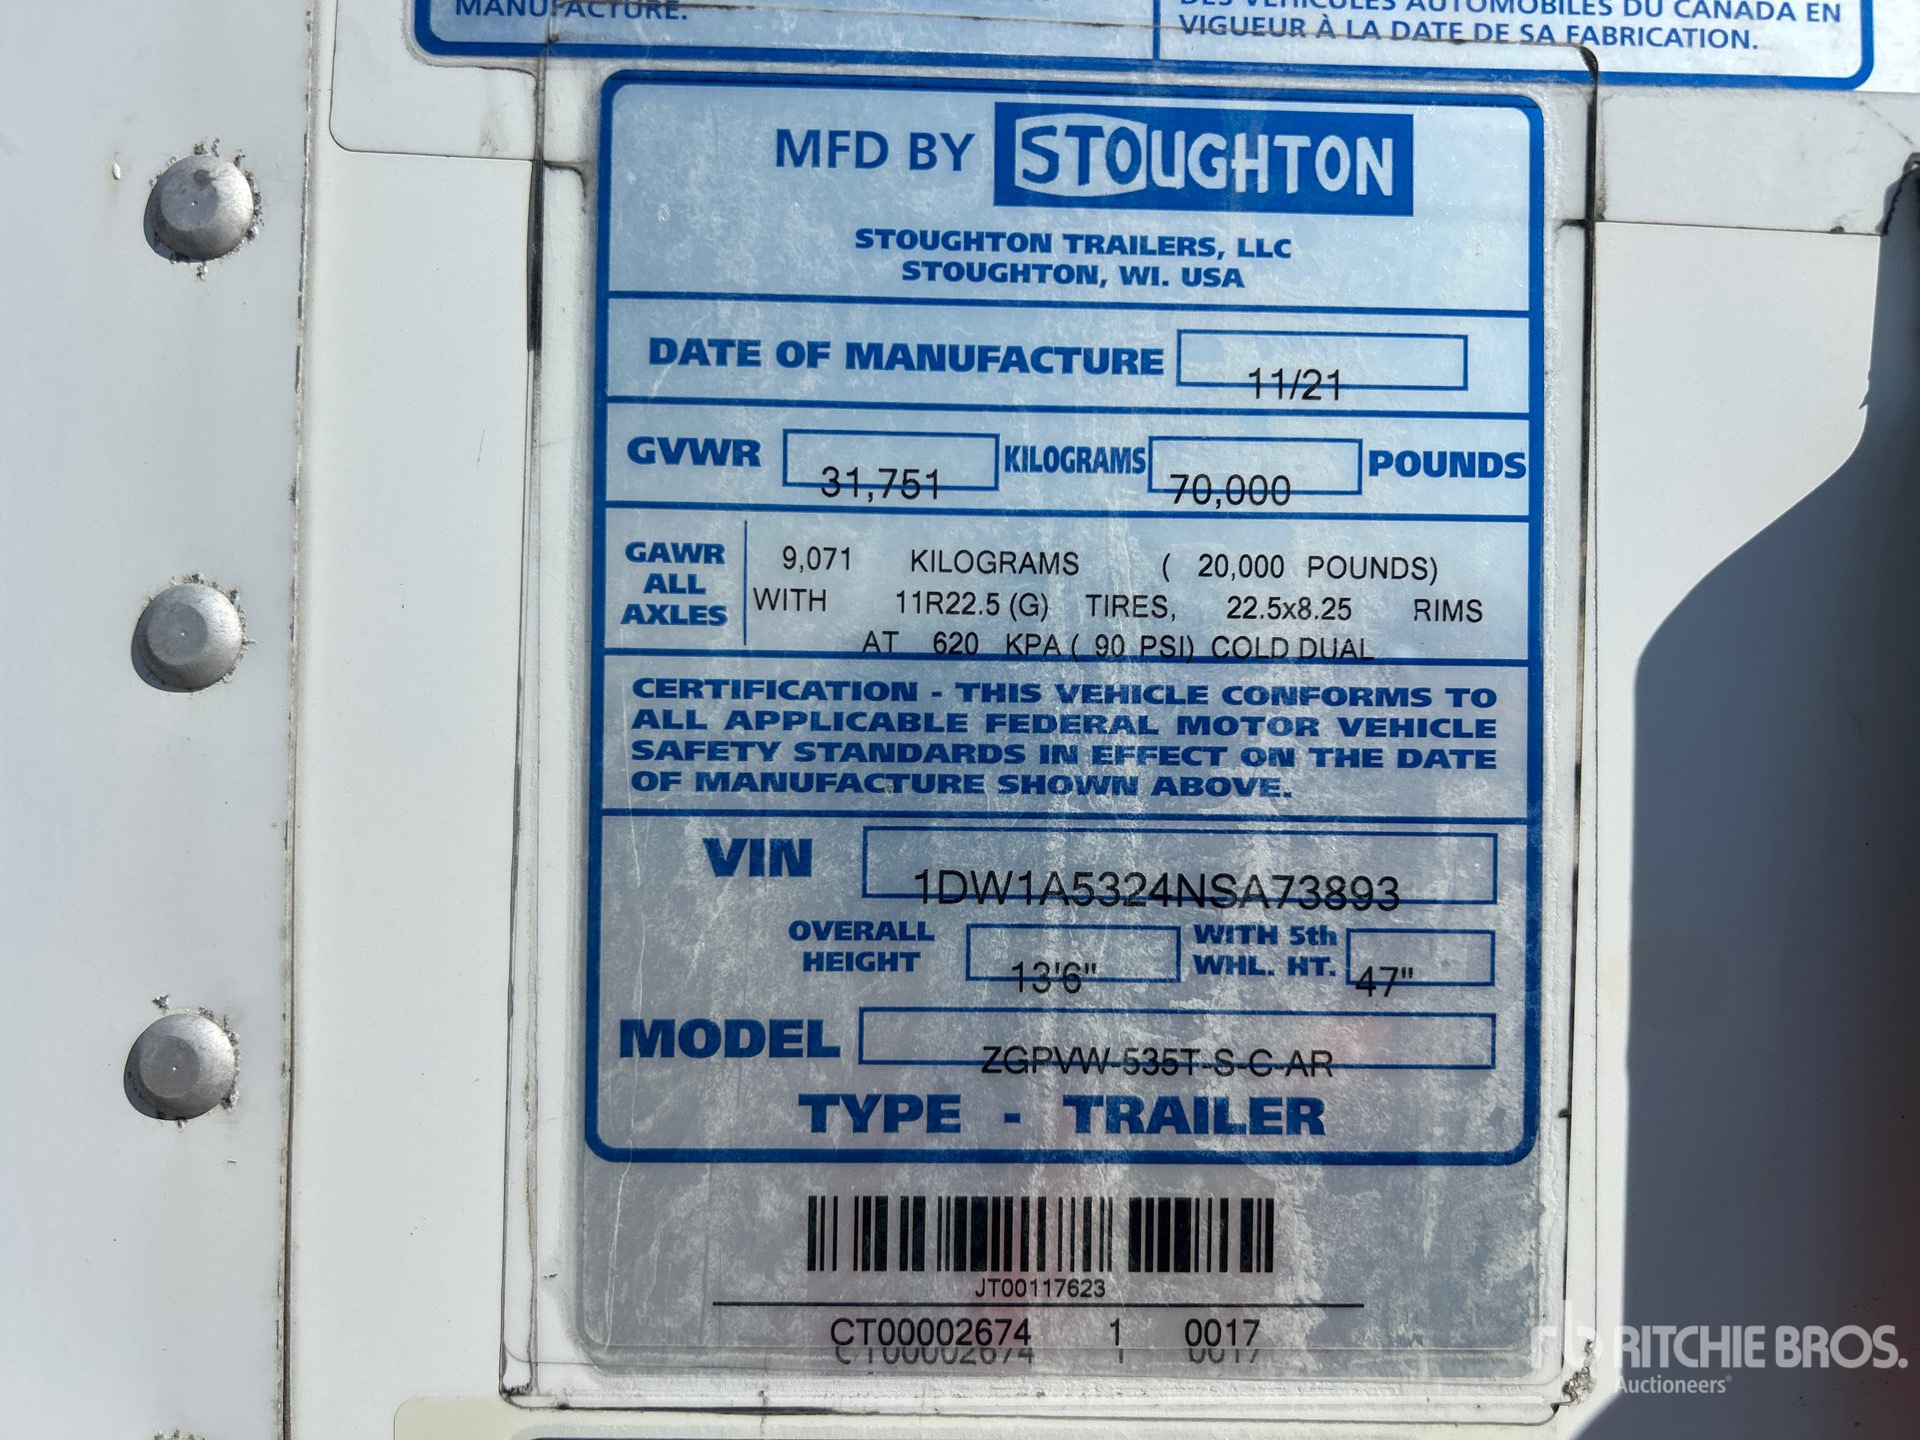 MANUFACTURE.
DES VÉHICULES AUTOMOBILES DU CANADA EN
VIGUEUR À LA DATE DE SA FABRICATION.
MFD BY STOUGHTON
STOUGHTON TRAILERS, LLC
STOUGHTON, WI. USA
DATE OF MANUFACTURE 11/21
GVWR 31,751 KILOGRAMS 70,000 POUNDS
GAWR ALL AXLES
9,071 KILOGRAMS ( 20,000 POUNDS)
WITH 11R22.5 (G) TIRES, 22.5x8.25 RIMS
AT 620 KPA ( 90 PSI) COLD DUAL
CERTIFICATION - THIS VEHICLE CONFORMS TO
ALL APPLICABLE FEDERAL MOTOR VEHICLE
SAFETY STANDARDS IN EFFECT ON THE DATE
OF MANUFACTURE SHOWN ABOVE.
VIN 1DW1A5324NSA73893
OVERALL HEIGHT 13'6" WITH 5th WHL. HT. 47"
MODEL ZGPVW-535T-S-C-AR
TYPE - TRAILER
JT00117623
CT00002674 1 0017
CT00002674 1 0017
RITCHIE BROS.
Auctioneers